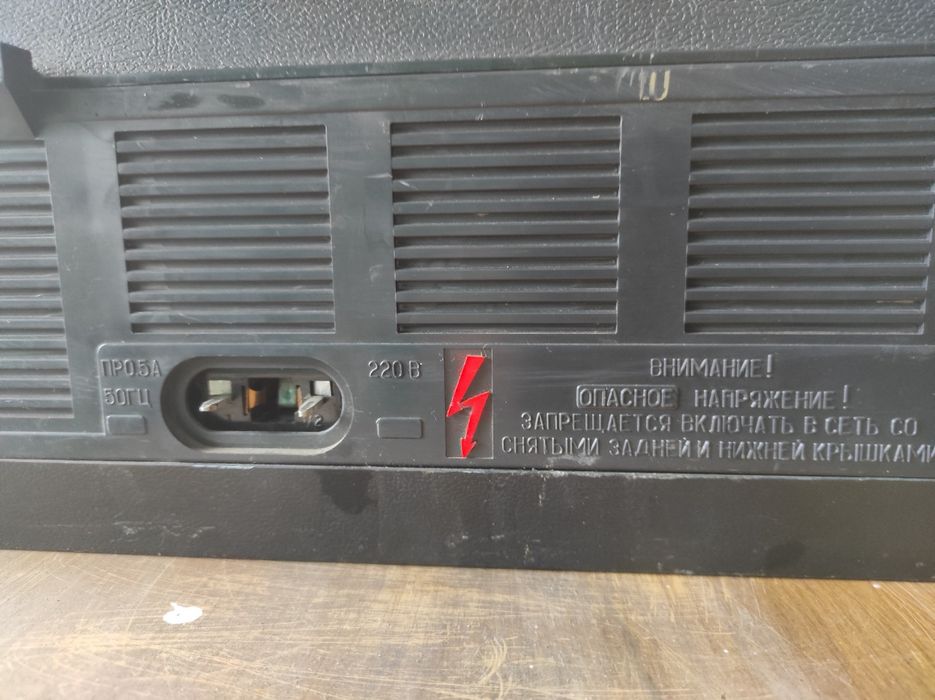 ПР0.5А
50ГЦ
220 В
ВНИМАНИЕ!
ОПАСНОЕ НАПРЯЖЕНИЕ!
ЗАПРЕЩАЕТСЯ ВКЛЮЧАТЬ В СЕТЬ СО
СНЯТЫМИ ЗАДНЕЙ И НИЖНЕЙ КРЫШКАМИ